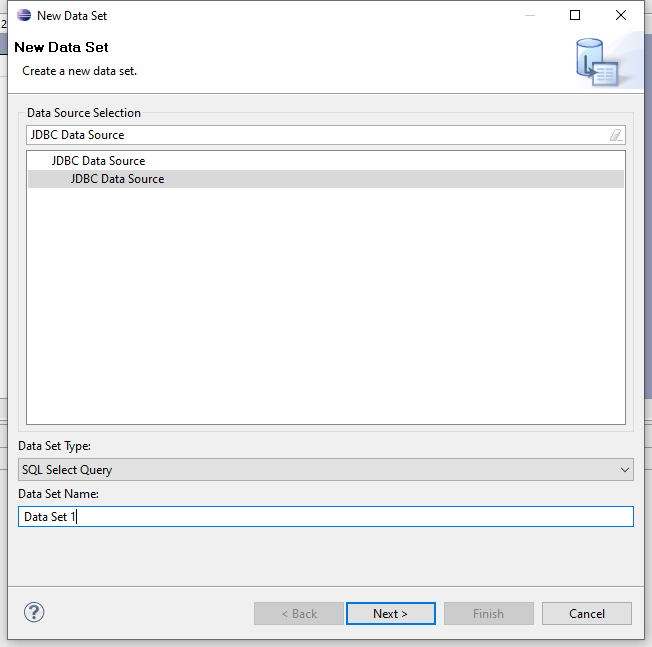 New Data Set
2
New Data Set
Create a new data set.
Data Source Selection
JDBC Data Source
JDBC Data Source
JDBC Data Source
Data Set Type:
SQL Select Query
Data Set Name:
Data Set 1
?
< Back
Next >
Finish
Cancel